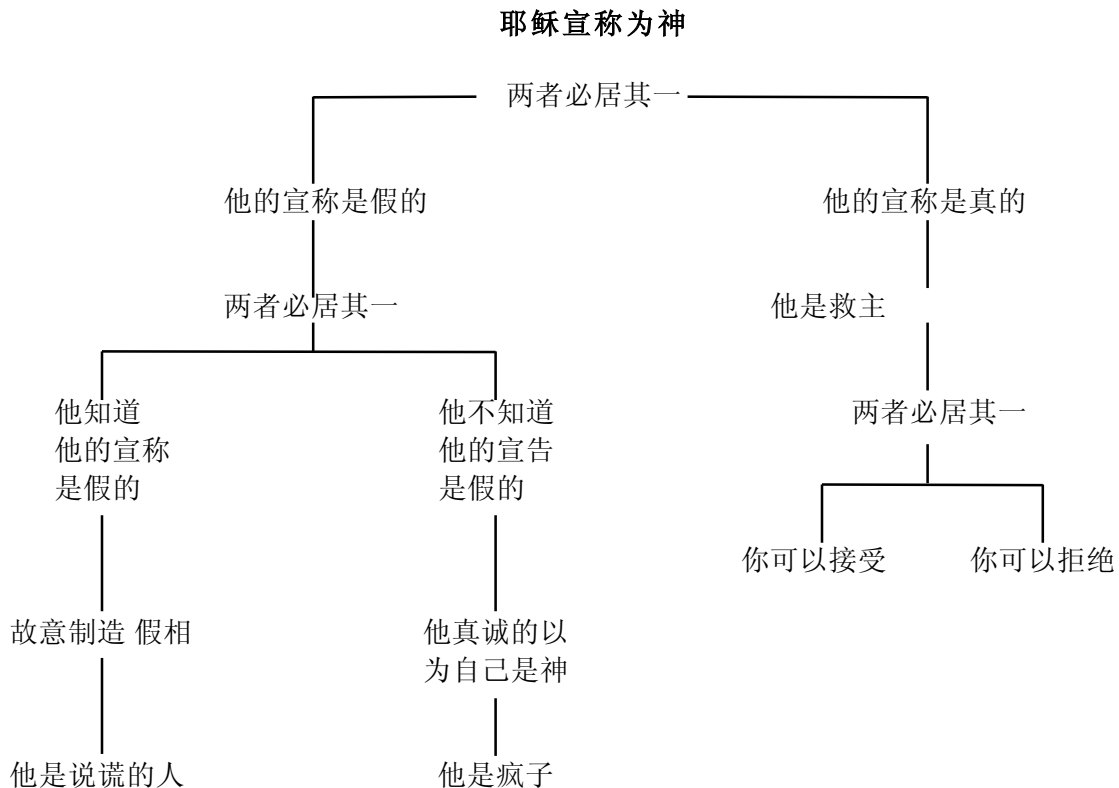 耶稣宣称为神
两者必居其一
他的宣称是假的
他的宣称是真的
两者必居其一
他是救主
他知道
他的宣称
是假的
他不知道
他的宣告
是假的
两者必居其一
你可以接受
你可以拒绝
故意制造 假相
他真诚的以
为自己是神
他是说谎的人
他是疯子